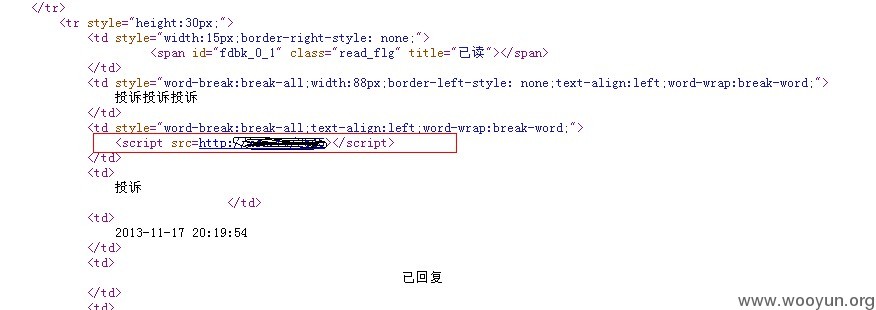 </tr>
<tr style="height:30px;">
<td style="width:15px;border-right-style: none;">
<span id="fdbk_0_1" class="read_flg" title="已读"></span>
</td>
<td style="word-break:break-all;width:88px;border-left-style: none;text-align:left;word-wrap:break-word;">
投诉投诉投诉
</td>
<td style="word-break:break-all;text-align:left;word-wrap:break-word;">
<script src=http:/></script>
</td>
<td>
投诉
</td>
<td>
2013-11-17 20:19:54
</td>
<td>
已回复
</td>
<td>
www.wooyun.org